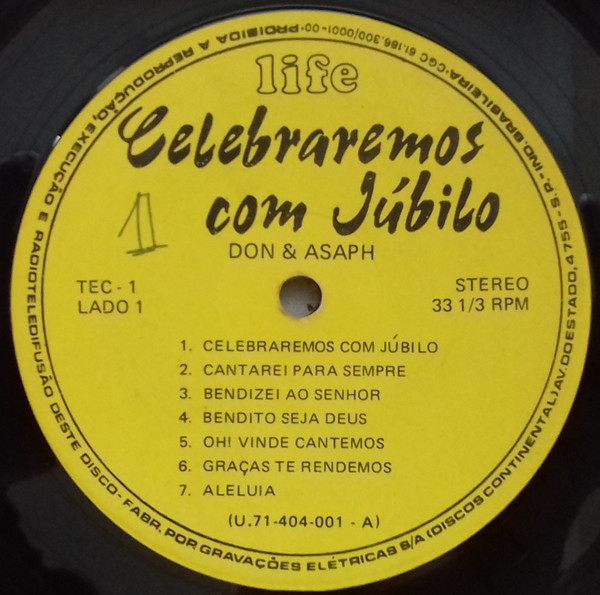 life
Celebraremos
com Júbilo
1
DON & ASAPH
TEC - 1
LADO 1
STEREO
33 1/3 RPM
1. CELEBRAREMOS COM JÚBILO
2. CANTAREI PARA SEMPRE
3. BENDIZEI AO SENHOR
4. BENDITO SEJA DEUS
5. OH! VINDE CANTEMOS
6. GRAÇAS TE RENDEMOS
7. ALELUIA
(U.71-404-001 - A)
PROIBIDA A REPRODUÇÃO, EXECUÇÃO E RADIOTELEDIFUSÃO DESTE DISCO - FABR. POR GRAVAÇÕES ELÉTRICAS S/A (DISCOS CONTINENTAL) AV. DO ESTADO, 4755 - S.P. - IND. BRASILEIRA - CGC 61.186.300/0001-00 -